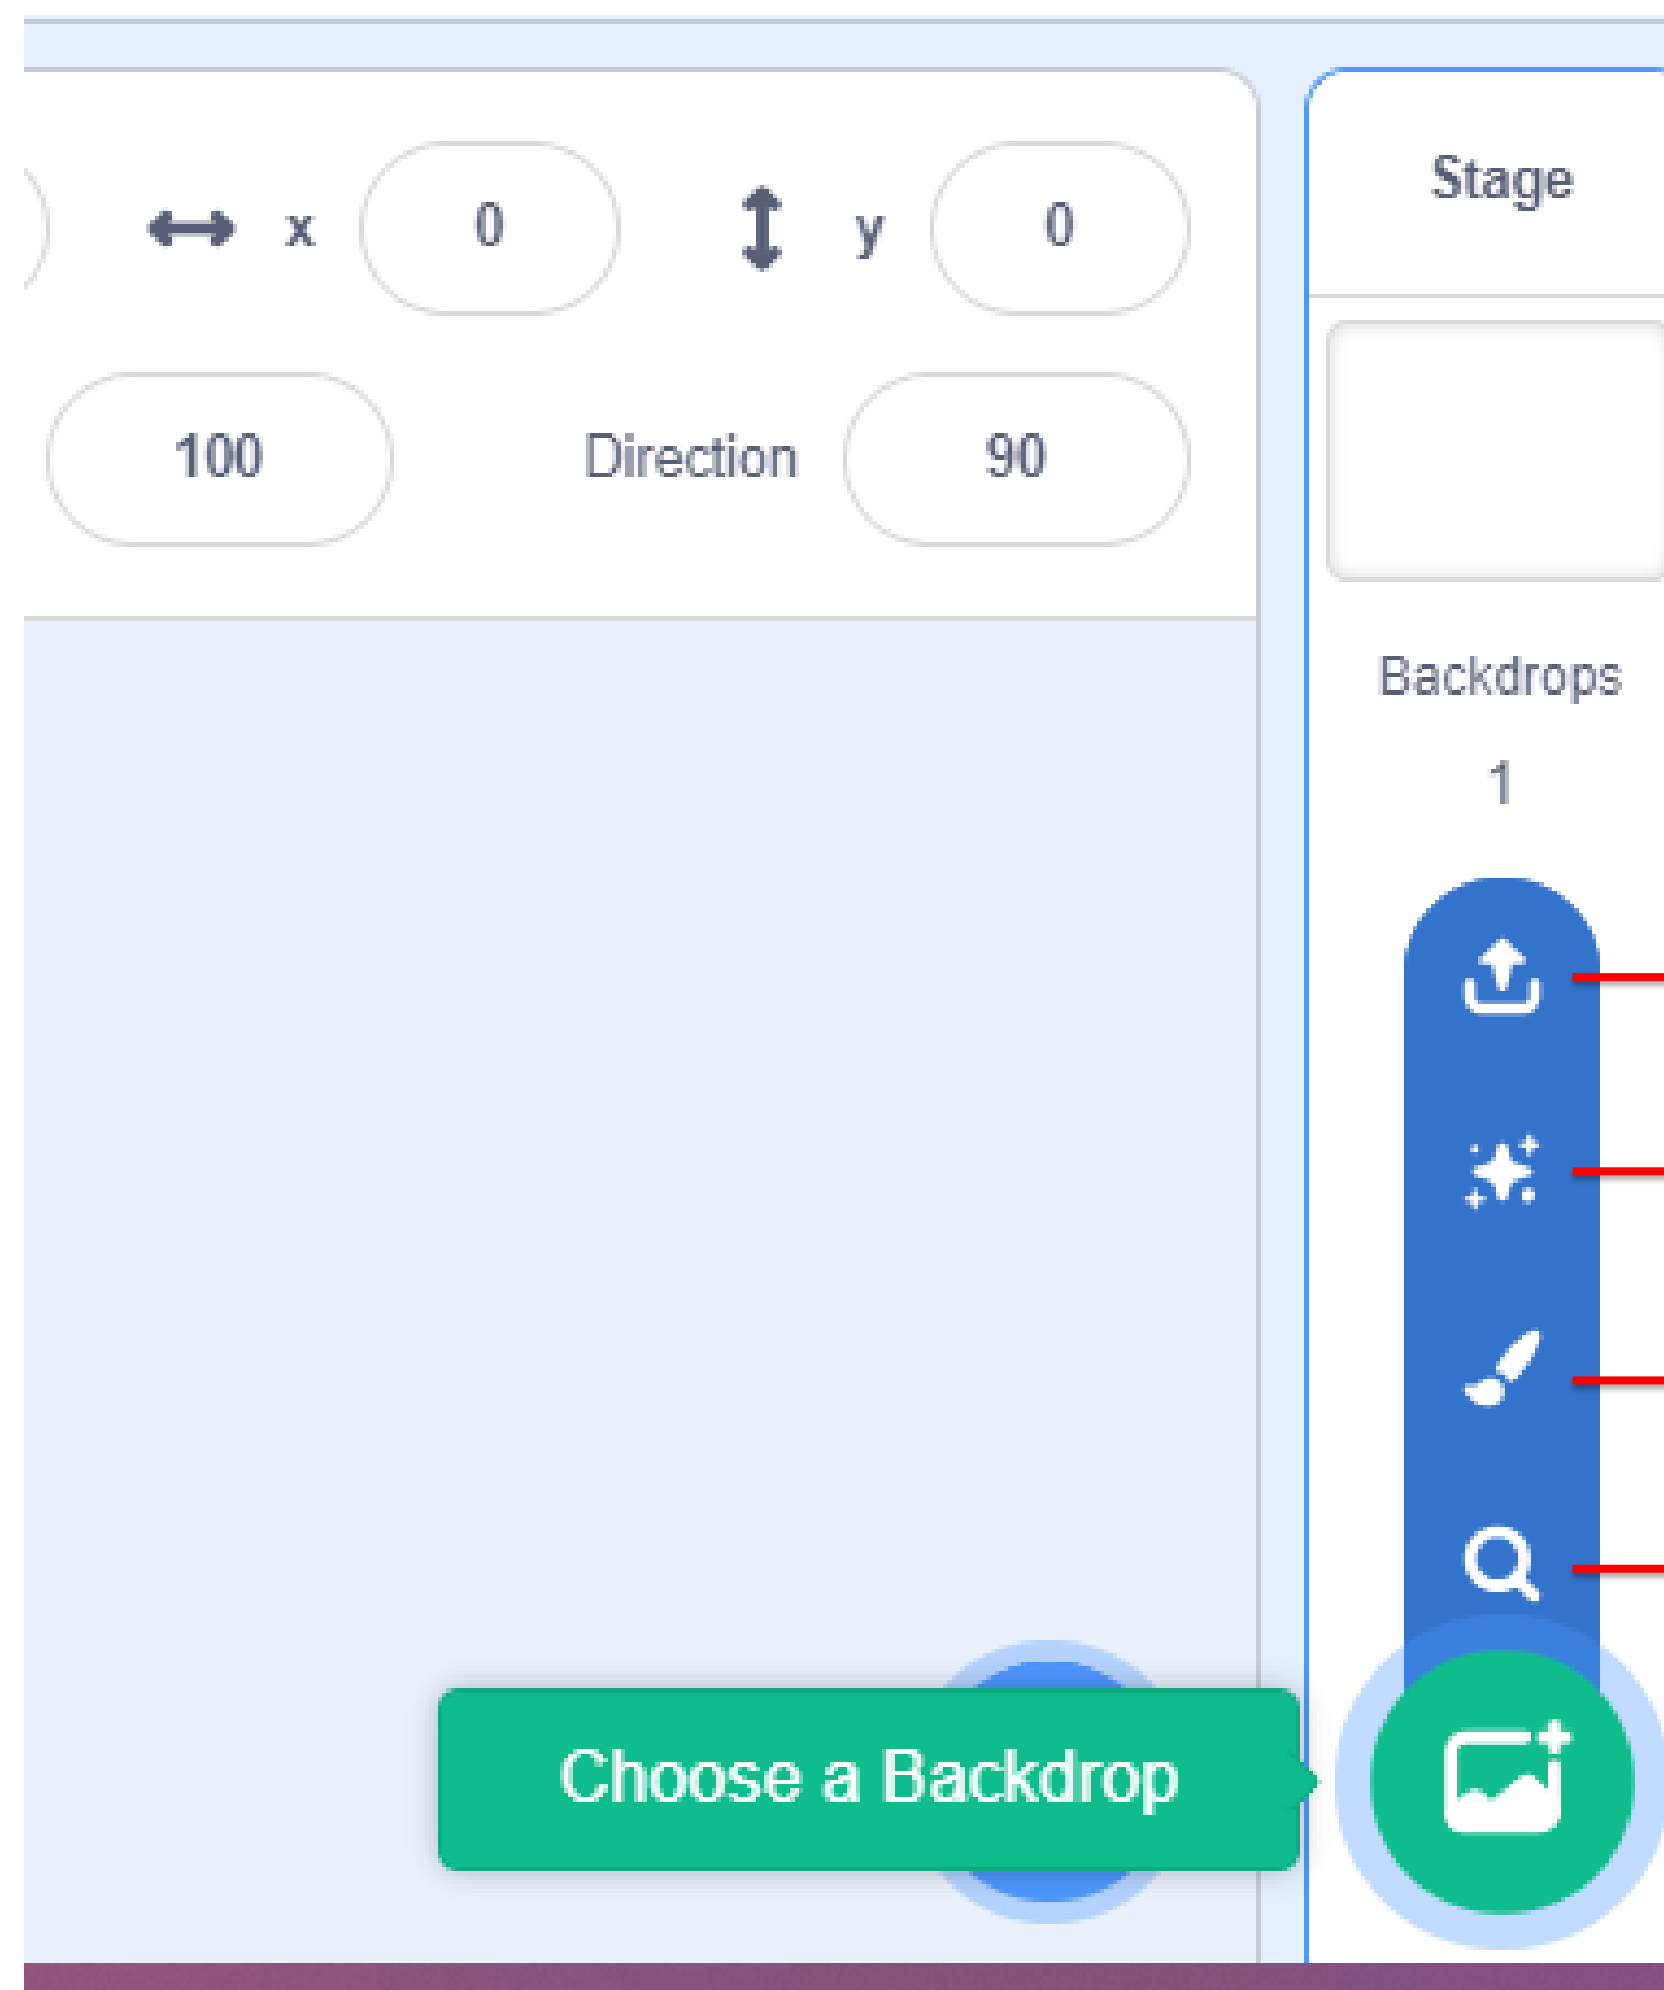 x 0 y 0
100 Direction 90
Stage
Backdrops
1
Choose a Backdrop